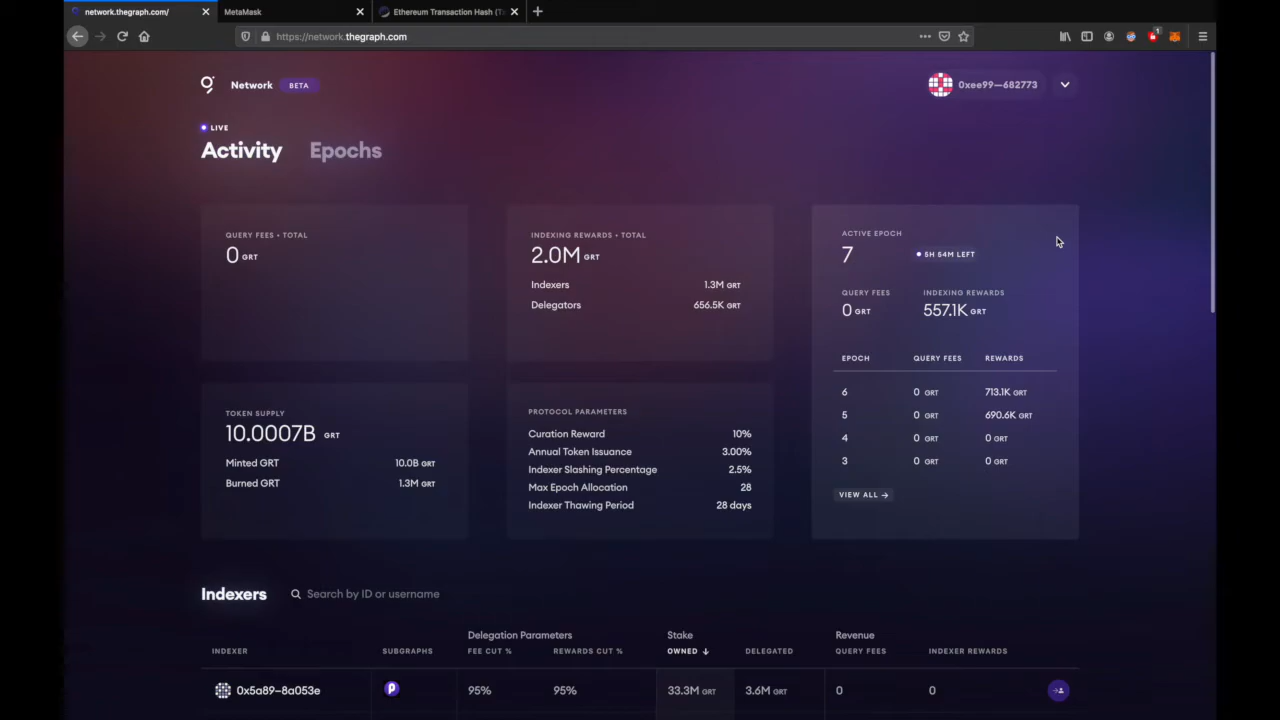 network.thegraph.com/
MetaMask
Ethereum Transaction Hash (T
https://network.thegraph.com
1
Network
BETA
0xee99—682773
LIVE
Activity
Epochs
QUERY FEES • TOTAL
0 GRT
INDEXING REWARDS • TOTAL
2.0M GRT
Indexers 1.3M GRT
Delegators 656.5K GRT
ACTIVE EPOCH
7
5H 54M LEFT
QUERY FEES INDEXING REWARDS
0 GRT 557.1K GRT
EPOCH QUERY FEES REWARDS
6 0 GRT 713.1K GRT
5 0 GRT 690.6K GRT
4 0 GRT 0 GRT
3 0 GRT 0 GRT
VIEW ALL →
TOKEN SUPPLY
10.0007B GRT
Minted GRT 10.0B GRT
Burned GRT 1.3M GRT
PROTOCOL PARAMETERS
Curation Reward 10%
Annual Token Issuance 3.00%
Indexer Slashing Percentage 2.5%
Max Epoch Allocation 28
Indexer Thawing Period 28 days
Indexers
Search by ID or username
Delegation Parameters Stake Revenue
INDEXER SUBGRAPHS FEE CUT % REWARDS CUT % OWNED ↓ DELEGATED QUERY FEES INDEXER REWARDS
0x5a89—8a053e 95% 95% 33.3M GRT 3.6M GRT 0 0